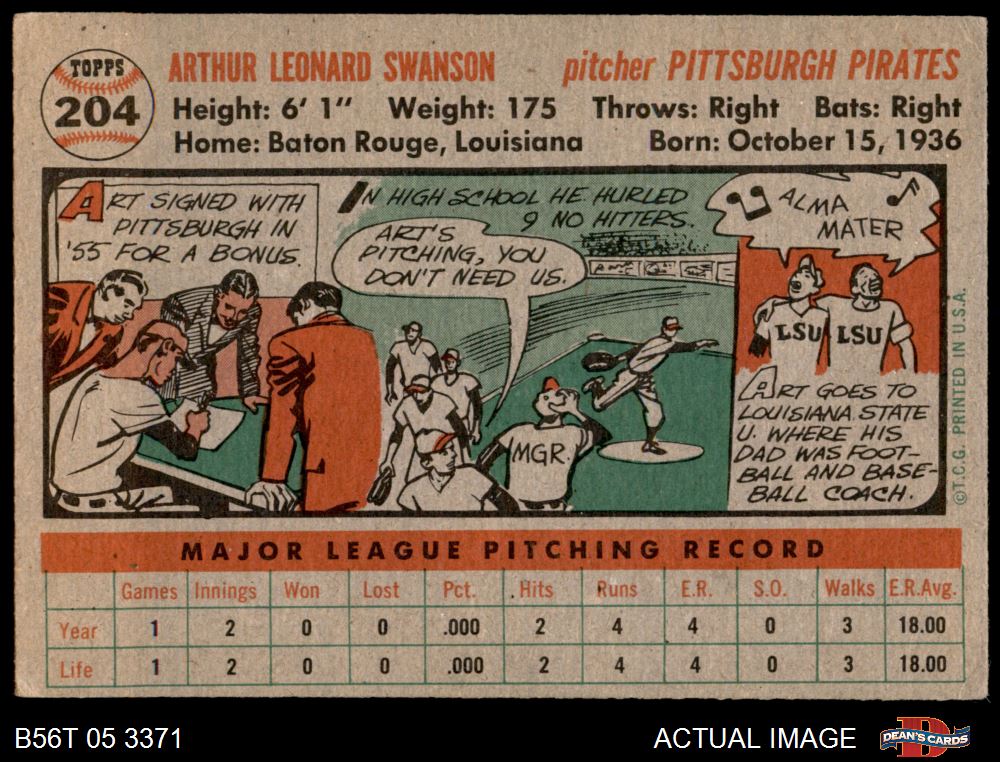 TOPPS
204
ARTHUR LEONARD SWANSON pitcher PITTSBURGH PIRATES
Height: 6' 1" Weight: 175 Throws: Right Bats: Right
Home: Baton Rouge, Louisiana Born: October 15, 1936
ART SIGNED WITH
PITTSBURGH IN
'55 FOR A BONUS.
IN HIGH SCHOOL HE HURLED
9 NO HITTERS.
ART'S
PITCHING, YOU
DON'T NEED US.
MGR.
ALMA
MATER
LSU LSU
ART GOES TO
LOUISIANA STATE
U. WHERE HIS
DAD WAS FOOT-
BALL AND BASE-
BALL COACH.
©T.C.G. PRINTED IN U.S.A.
MAJOR LEAGUE PITCHING RECORD
Games Innings Won Lost Pct. Hits Runs E.R. S.O. Walks E.R.Avg.
Year 1 2 0 0 .000 2 4 4 0 3 18.00
Life 1 2 0 0 .000 2 4 4 0 3 18.00
B56T 05 3371 ACTUAL IMAGE DEAN'S CARDS